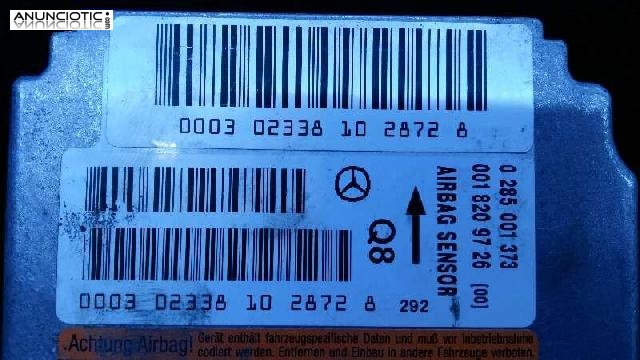 ANUNCIOTIC.com
0003 02338 10 2872 8
0 285 001 373
001 820 97 26 [00]
AIRBAG SENSOR
Q8
0003 02338 10 2872 8 292
Achtung Airbag!
Gerät enthält fahrzeugspezifische Daten und muß vor Inbetriebnahme
codiert werden. Entfernen und Einbau in andere Fahrzeuge verboten.